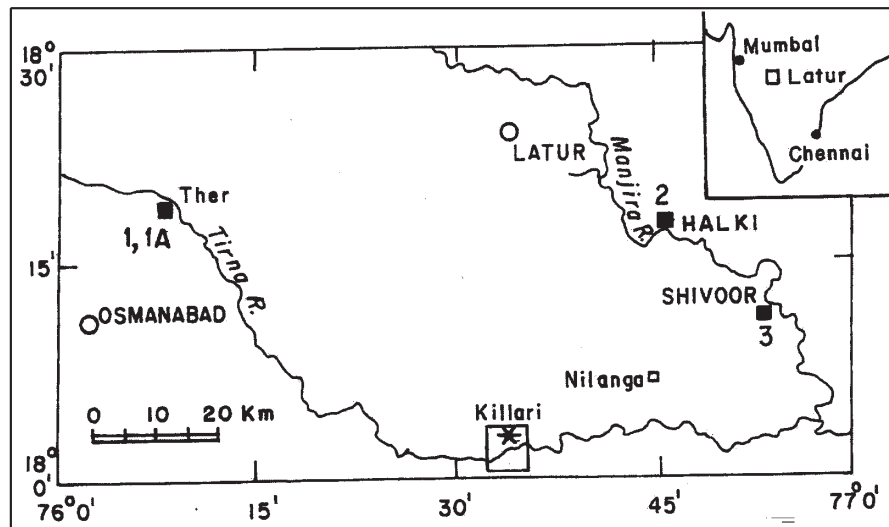 18°
30'
Mumbai
Latur
Chennai
LATUR
Manjira R.
Ther
1, 1A
Tirna R.
2
HALKI
15'
SHIVOOR
3
OSMANABAD
Nilanga
0 10 20 Km
Killari
18°
0'
76°0'
15'
30'
45'
77°0'